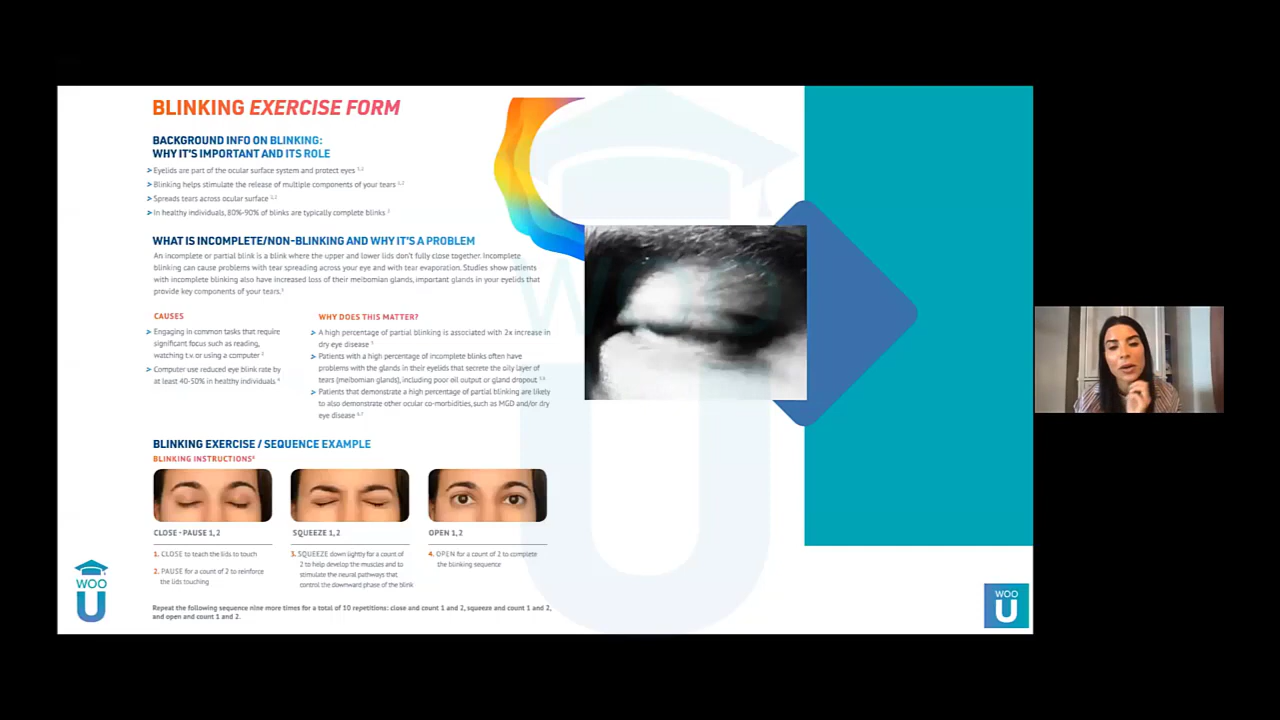 BLINKING EXERCISE FORM
BACKGROUND INFO ON BLINKING:
WHY IT'S IMPORTANT AND ITS ROLE
Eyelids are part of the ocular surface system and protect eyes
Blinking helps stimulate the release of multiple components of your tears
Spreads tears across ocular surface
In healthy individuals, 80%-90% of blinks are typically complete blinks
WHAT IS INCOMPLETE/NON-BLINKING AND WHY IT'S A PROBLEM
An incomplete or partial blink is a blink where the upper and lower lids don't fully close together. Incomplete
blinking can cause problems with tear spreading across your eye and with tear evaporation. Studies show patients
with incomplete blinking also have increased loss of their meibomian glands, important glands in your eyelids that
provide key components of your tears.
CAUSES
Engaging in common tasks that require
significant focus such as reading,
watching t.v. or using a computer
Computer use reduced eye blink rate by
at least 40-50% in healthy individuals
WHY DOES THIS MATTER?
A high percentage of partial blinking is associated with 2x increase in
dry eye disease
Patients with a high percentage of incomplete blinks often have
problems with the glands in their eyelids that secrete the oily layer of
tears (meibomian glands), including poor oil output or gland dropout
Patients that demonstrate a high percentage of partial blinking are likely
to also demonstrate other ocular co-morbidities, such as MGD and/or dry
eye disease
BLINKING EXERCISE / SEQUENCE EXAMPLE
BLINKING INSTRUCTIONS
CLOSE - PAUSE 1, 2
1. CLOSE to teach the lids to touch
2. PAUSE for a count of 2 to reinforce
the lids touching
SQUEEZE 1, 2
3. SQUEEZE down lightly for a count of
2 to help develop the muscles and to
stimulate the neural pathways that
control the downward phase of the blink
OPEN 1, 2
4. OPEN for a count of 2 to complete
the blinking sequence
Repeat the following sequence nine more times for a total of 10 repetitions: close and count 1 and 2, squeeze and count 1 and 2,
and open and count 1 and 2.
WOO
U
WOO
U
WOO
U